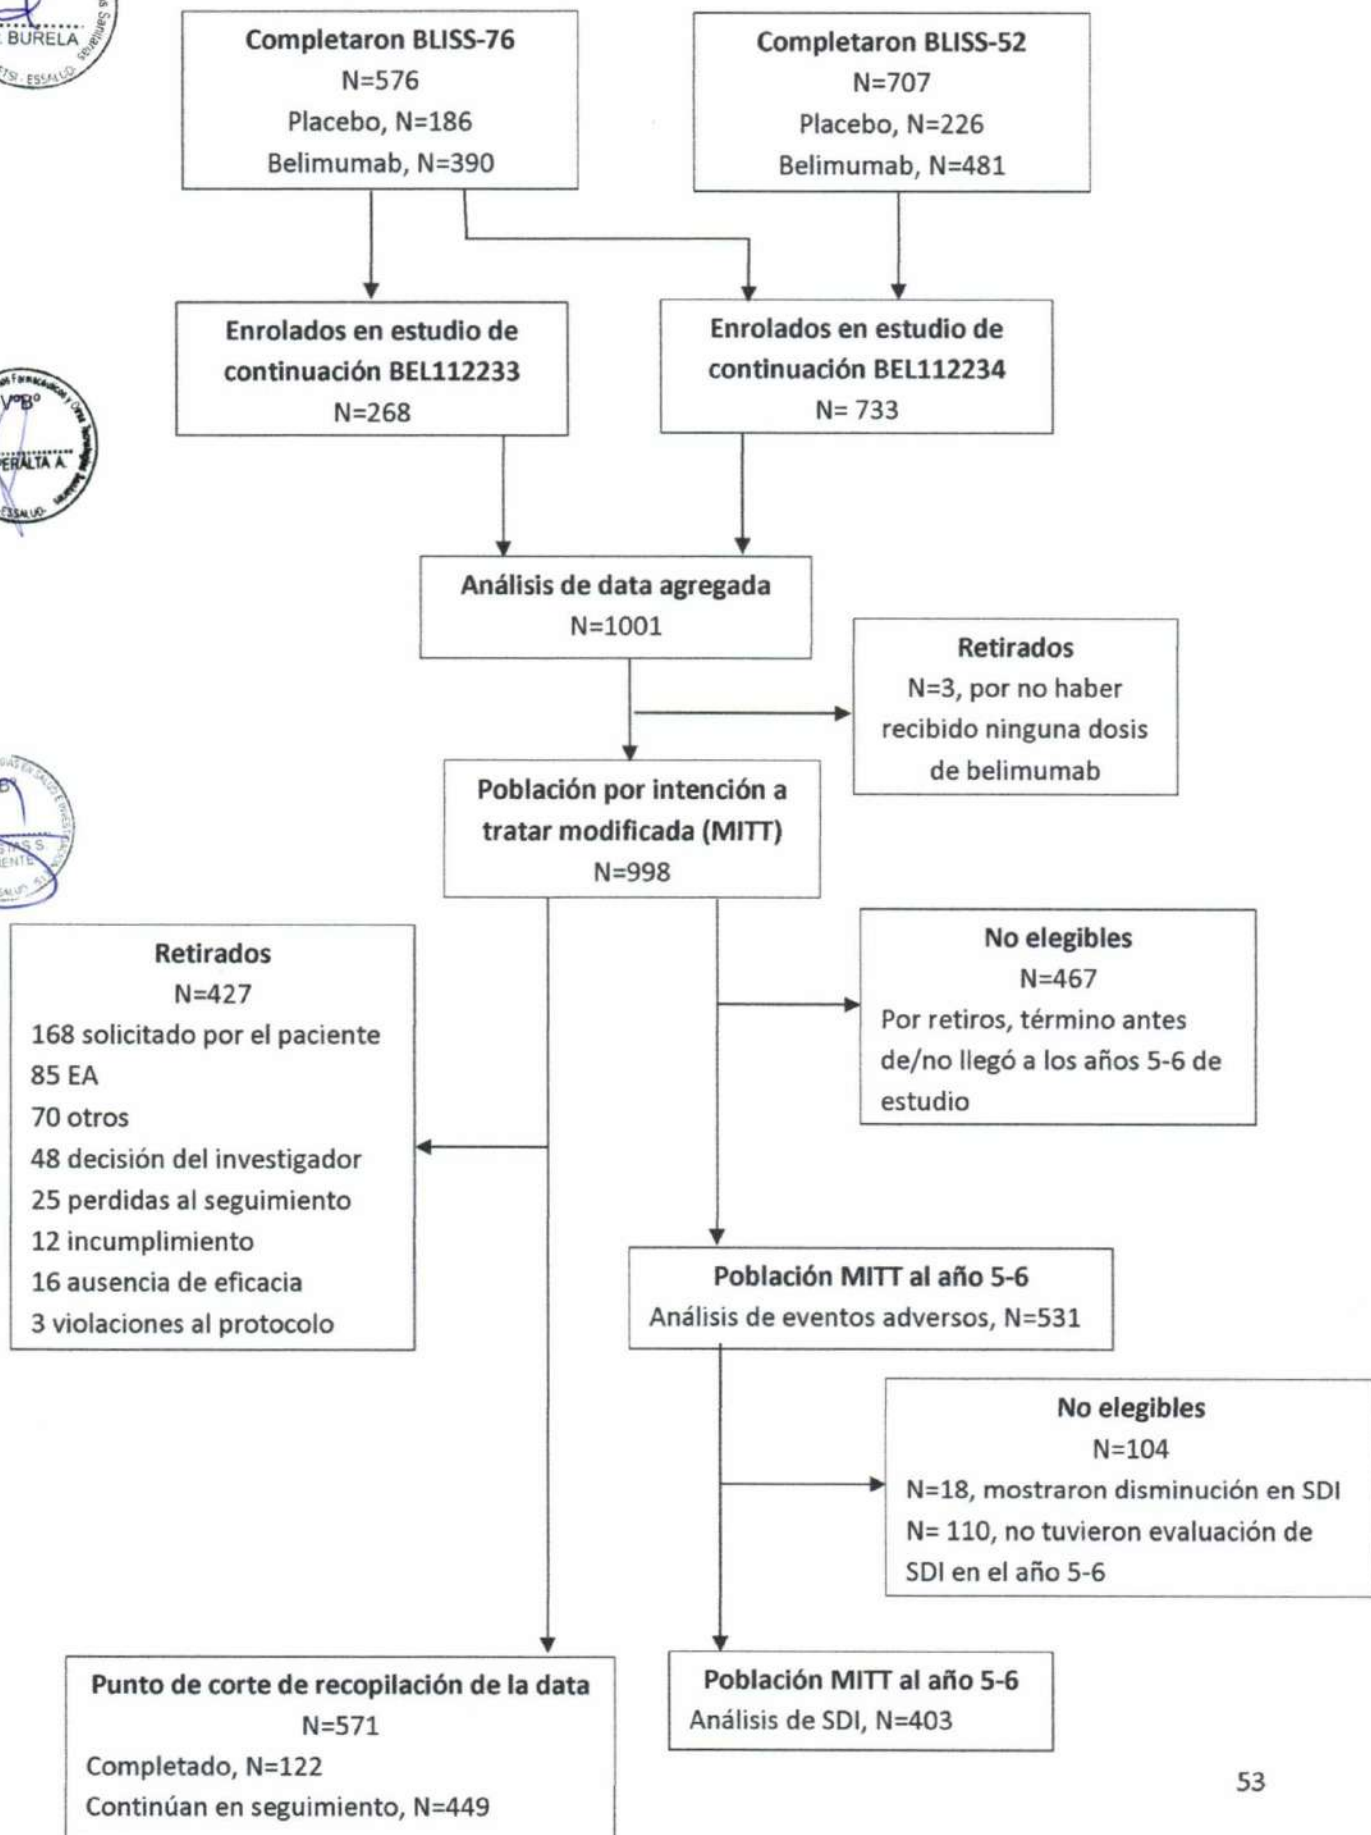 BURELA
ETSI - ESSALUD
Completaron BLISS-76
N=576
Placebo, N=186
Belimumab, N=390
Completaron BLISS-52
N=707
Placebo, N=226
Belimumab, N=481
Enrolados en estudio de
continuación BEL112233
N=268
Enrolados en estudio de
continuación BEL112234
N= 733
VºBº
PERALTA A.
ESSALUD
Análisis de data agregada
N=1001
Retirados
N=3, por no haber
recibido ninguna dosis
de belimumab
Población por intención a
tratar modificada (MITT)
N=998
Retirados
N=427
168 solicitado por el paciente
85 EA
70 otros
48 decisión del investigador
25 perdidas al seguimiento
12 incumplimiento
16 ausencia de eficacia
3 violaciones al protocolo
No elegibles
N=467
Por retiros, término antes
de/no llegó a los años 5-6 de
estudio
Población MITT al año 5-6
Análisis de eventos adversos, N=531
No elegibles
N=104
N=18, mostraron disminución en SDI
N= 110, no tuvieron evaluación de
SDI en el año 5-6
Punto de corte de recopilación de la data
N=571
Completado, N=122
Continúan en seguimiento, N=449
Población MITT al año 5-6
Análisis de SDI, N=403
53